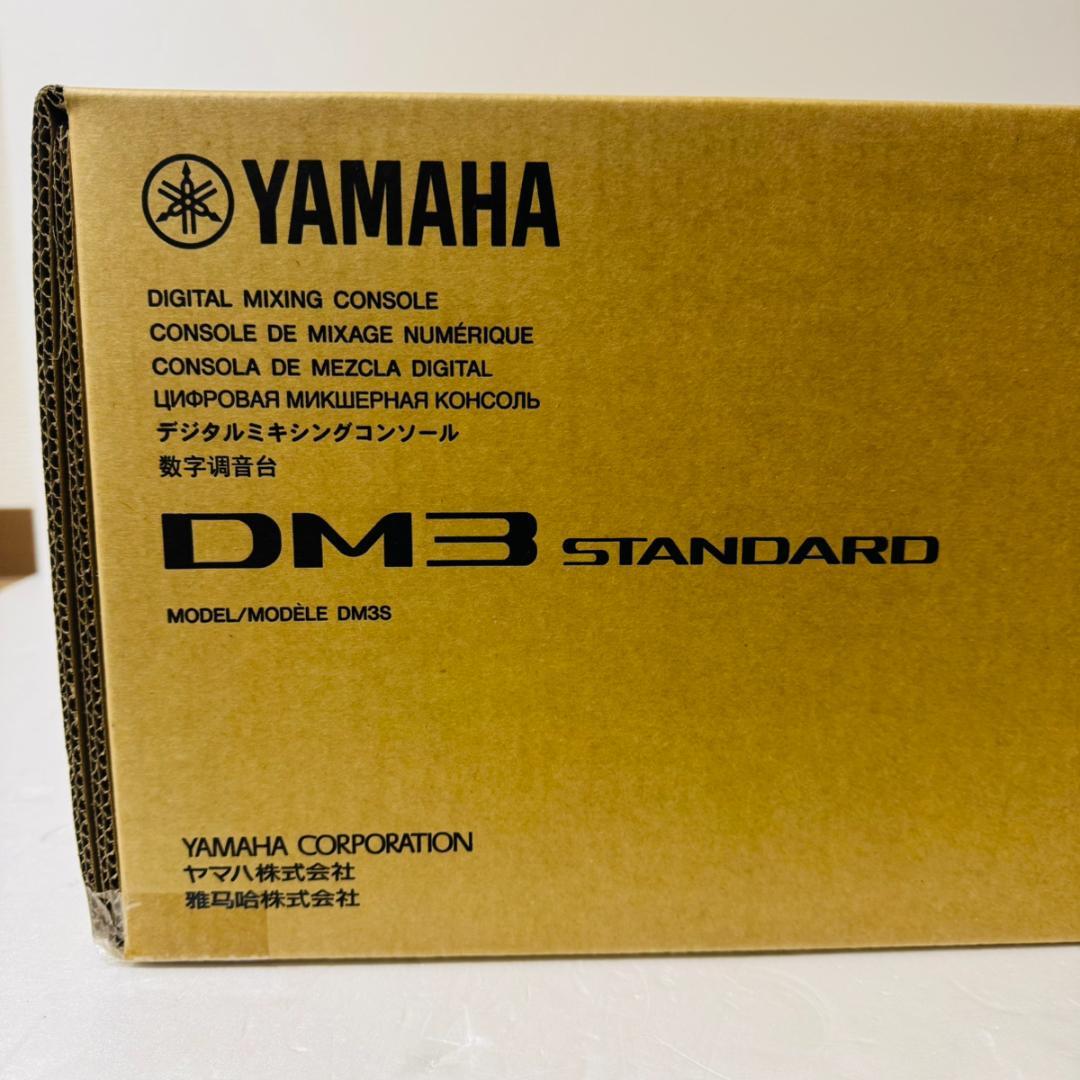 YAMAHA
DIGITAL MIXING CONSOLE
CONSOLE DE MIXAGE NUMÉRIQUE
CONSOLA DE MEZCLA DIGITAL
ЦИФРОВАЯ МИКШЕРНАЯ КОНСОЛЬ
デジタルミキシングコンソール
数字调音台
DM3 STANDARD
MODEL/MODÈLE DM3S
YAMAHA CORPORATION
ヤマハ株式会社
雅马哈株式会社